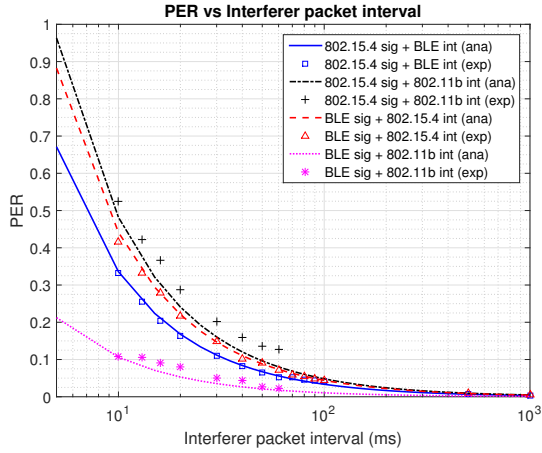 PER vs Interferer packet interval
1
0.9
0.8
0.7
0.6
0.5
0.4
0.3
0.2
0.1
0
PER
802.15.4 sig + BLE int (ana)
802.15.4 sig + BLE int (exp)
802.15.4 sig + 802.11b int (ana)
802.15.4 sig + 802.11b int (exp)
BLE sig + 802.15.4 int (ana)
BLE sig + 802.15.4 int (exp)
BLE sig + 802.11b int (ana)
BLE sig + 802.11b int (exp)
10¹ 10² 10³
Interferer packet interval (ms)